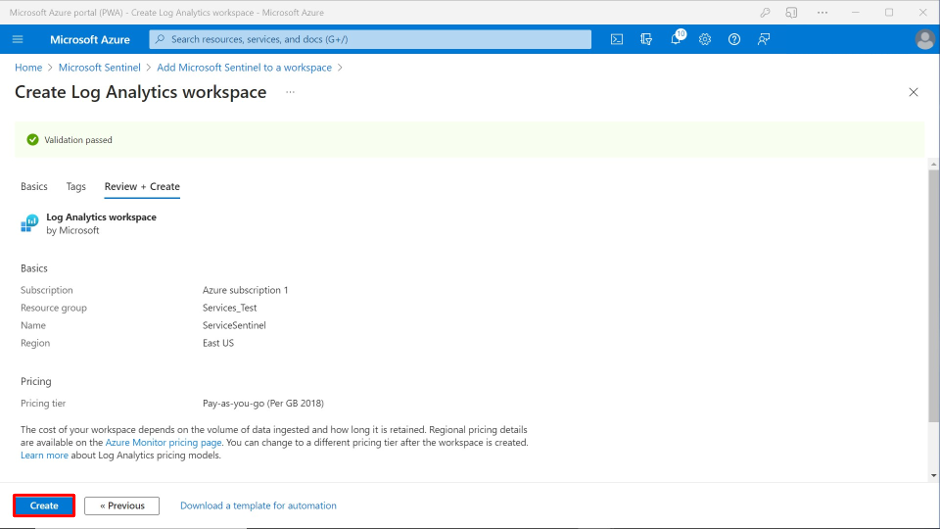 Microsoft Azure portal (PWA) - Create Log Analytics workspace - Microsoft Azure
Microsoft Azure
Search resources, services, and docs (G+/)
10
Home > Microsoft Sentinel > Add Microsoft Sentinel to a workspace >
Create Log Analytics workspace ...
Validation passed
Basics Tags Review + Create
Log Analytics workspace
by Microsoft
Basics
Subscription Azure subscription 1
Resource group Services_Test
Name ServiceSentinel
Region East US
Pricing
Pricing tier Pay-as-you-go (Per GB 2018)
The cost of your workspace depends on the volume of data ingested and how long it is retained. Regional pricing details
are available on the Azure Monitor pricing page. You can change to a different pricing tier after the workspace is created.
Learn more about Log Analytics pricing models.
Create « Previous Download a template for automation